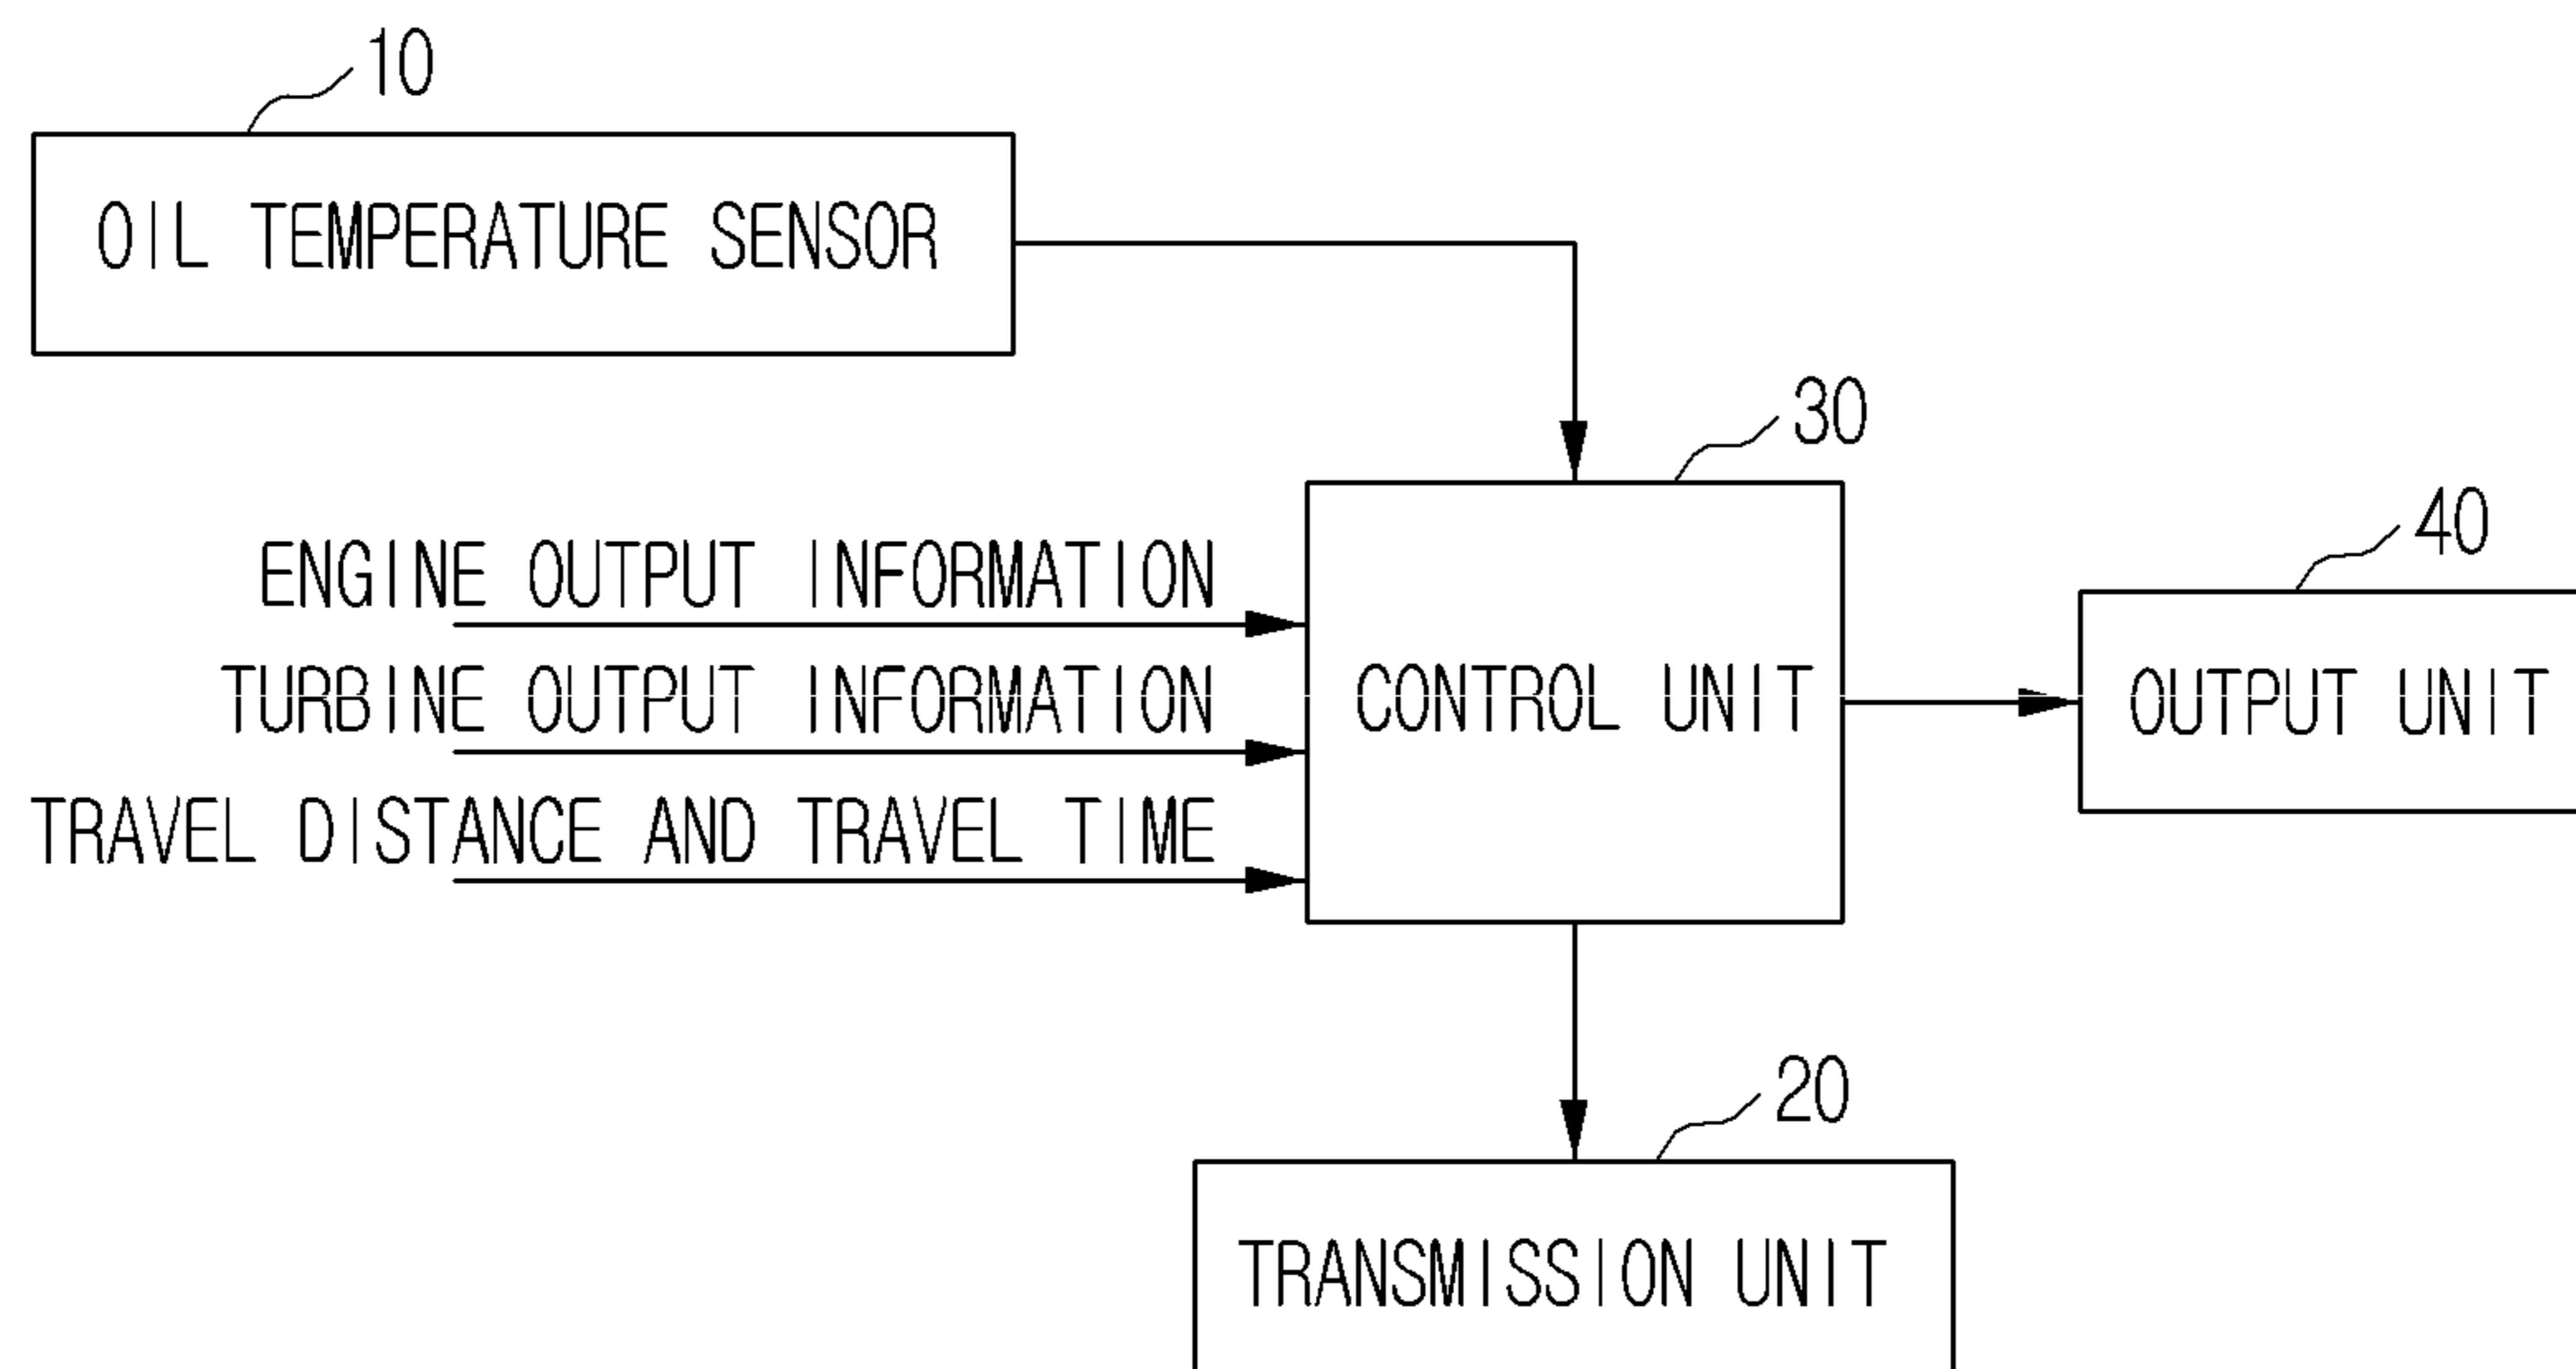 10
OIL TEMPERATURE SENSOR
30
40
ENGINE OUTPUT INFORMATION
TURBINE OUTPUT INFORMATION
TRAVEL DISTANCE AND TRAVEL TIME
CONTROL UNIT
OUTPUT UNIT
20
TRANSMISSION UNIT